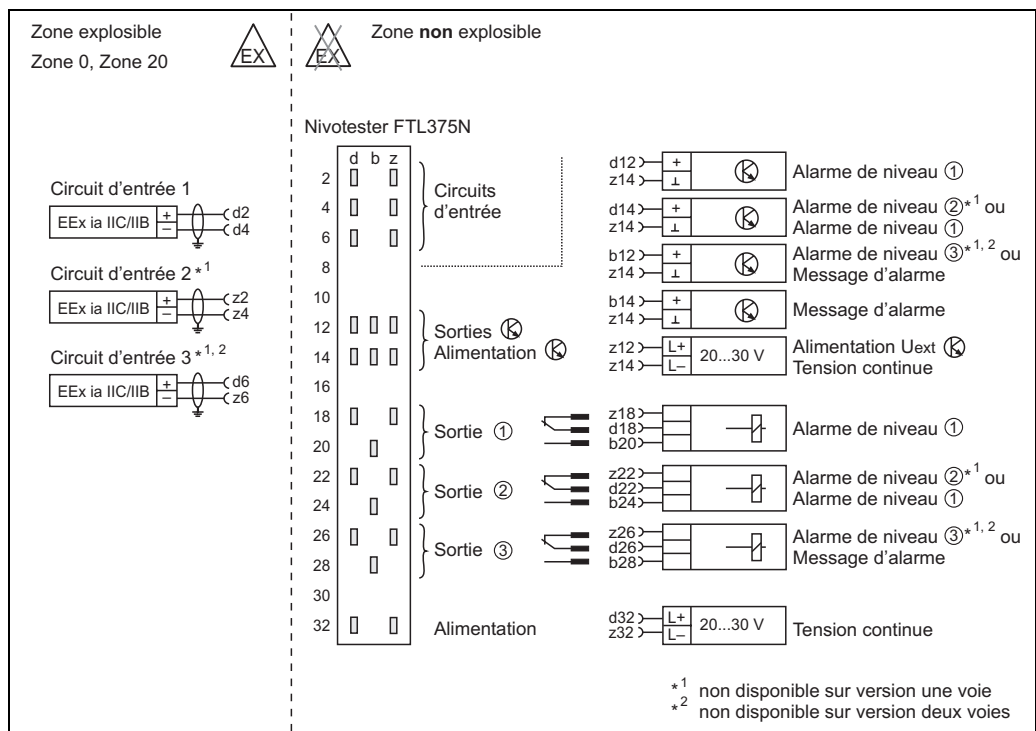 Zone explosible
Zone 0, Zone 20
EX
EX
Zone non explosible
Nivotester FTL375N
d b z
2
4
6
8
10
12
14
16
18
20
22
24
26
28
30
32
Circuits
d'entrée
Sorties
Alimentation
Sortie ①
Sortie ②
Sortie ③
Alimentation
Circuit d'entrée 1
EEx ia IIC/IIB + d2
– d4
Circuit d'entrée 2 *1
EEx ia IIC/IIB + z2
– z4
Circuit d'entrée 3 *1, 2
EEx ia IIC/IIB + d6
– z6
d12 + Alarme de niveau ①
z14 ⊥
d14 + Alarme de niveau ②*1 ou
z14 ⊥ Alarme de niveau ①
b12 + Alarme de niveau ③*1, 2 ou
z14 ⊥ Message d'alarme
b14 + Message d'alarme
z14 ⊥
z12 L+ 20...30 V Alimentation Uext
z14 L– Tension continue
z18
d18 Alarme de niveau ①
b20
z22 Alarme de niveau ②*1 ou
d22
b24 Alarme de niveau ①
z26 Alarme de niveau ③*1, 2 ou
d26
b28 Message d'alarme
d32 L+ 20...30 V
z32 L– Tension continue
*1 non disponible sur version une voie
*2 non disponible sur version deux voies